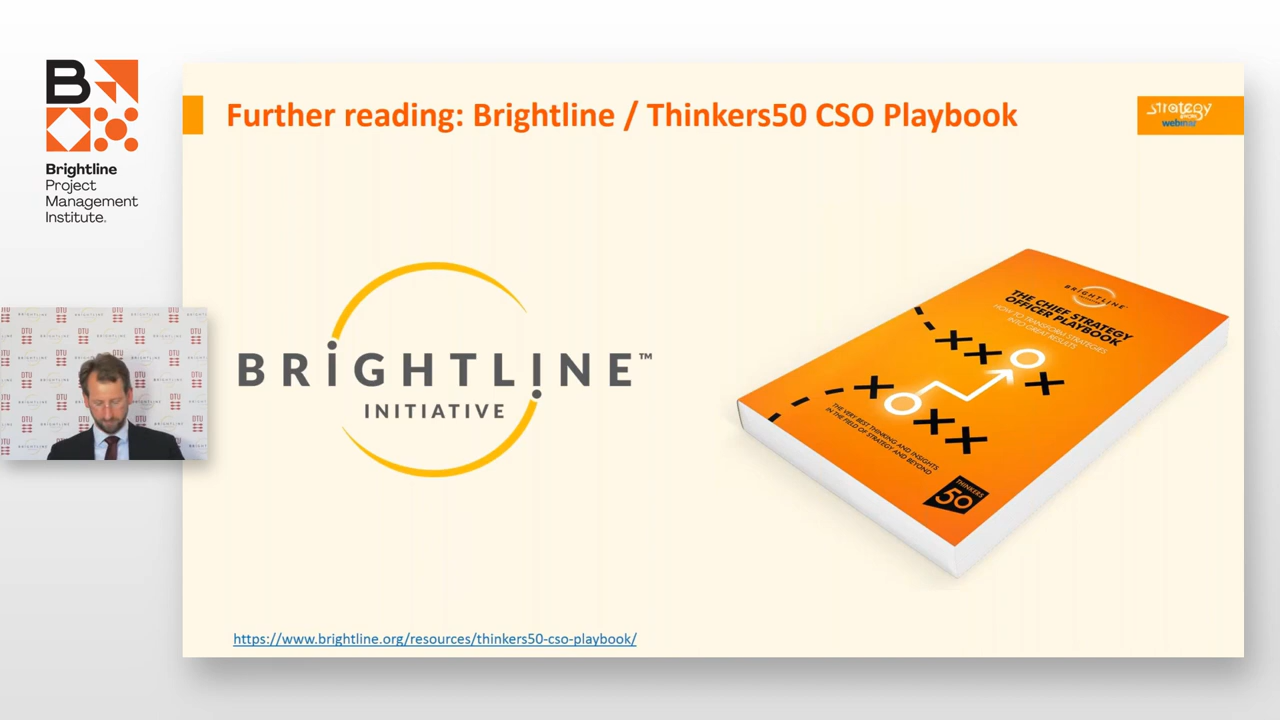 B
Brightline
Project
Management
Institute.
Further reading: Brightline / Thinkers50 CSO Playbook
strategy
webinar
DTU
BRIGHTLINE™
INITIATIVE
BRIGHTLINE
THE CHIEF STRATEGY
OFFICER PLAYBOOK
HOW TO TRANSFORM STRATEGIES
INTO GREAT RESULTS
THE VERY BEST THINKING AND INSIGHTS
IN THE FIELD OF STRATEGY AND BEYOND
THINKERS
50
https://www.brightline.org/resources/thinkers50-cso-playbook/